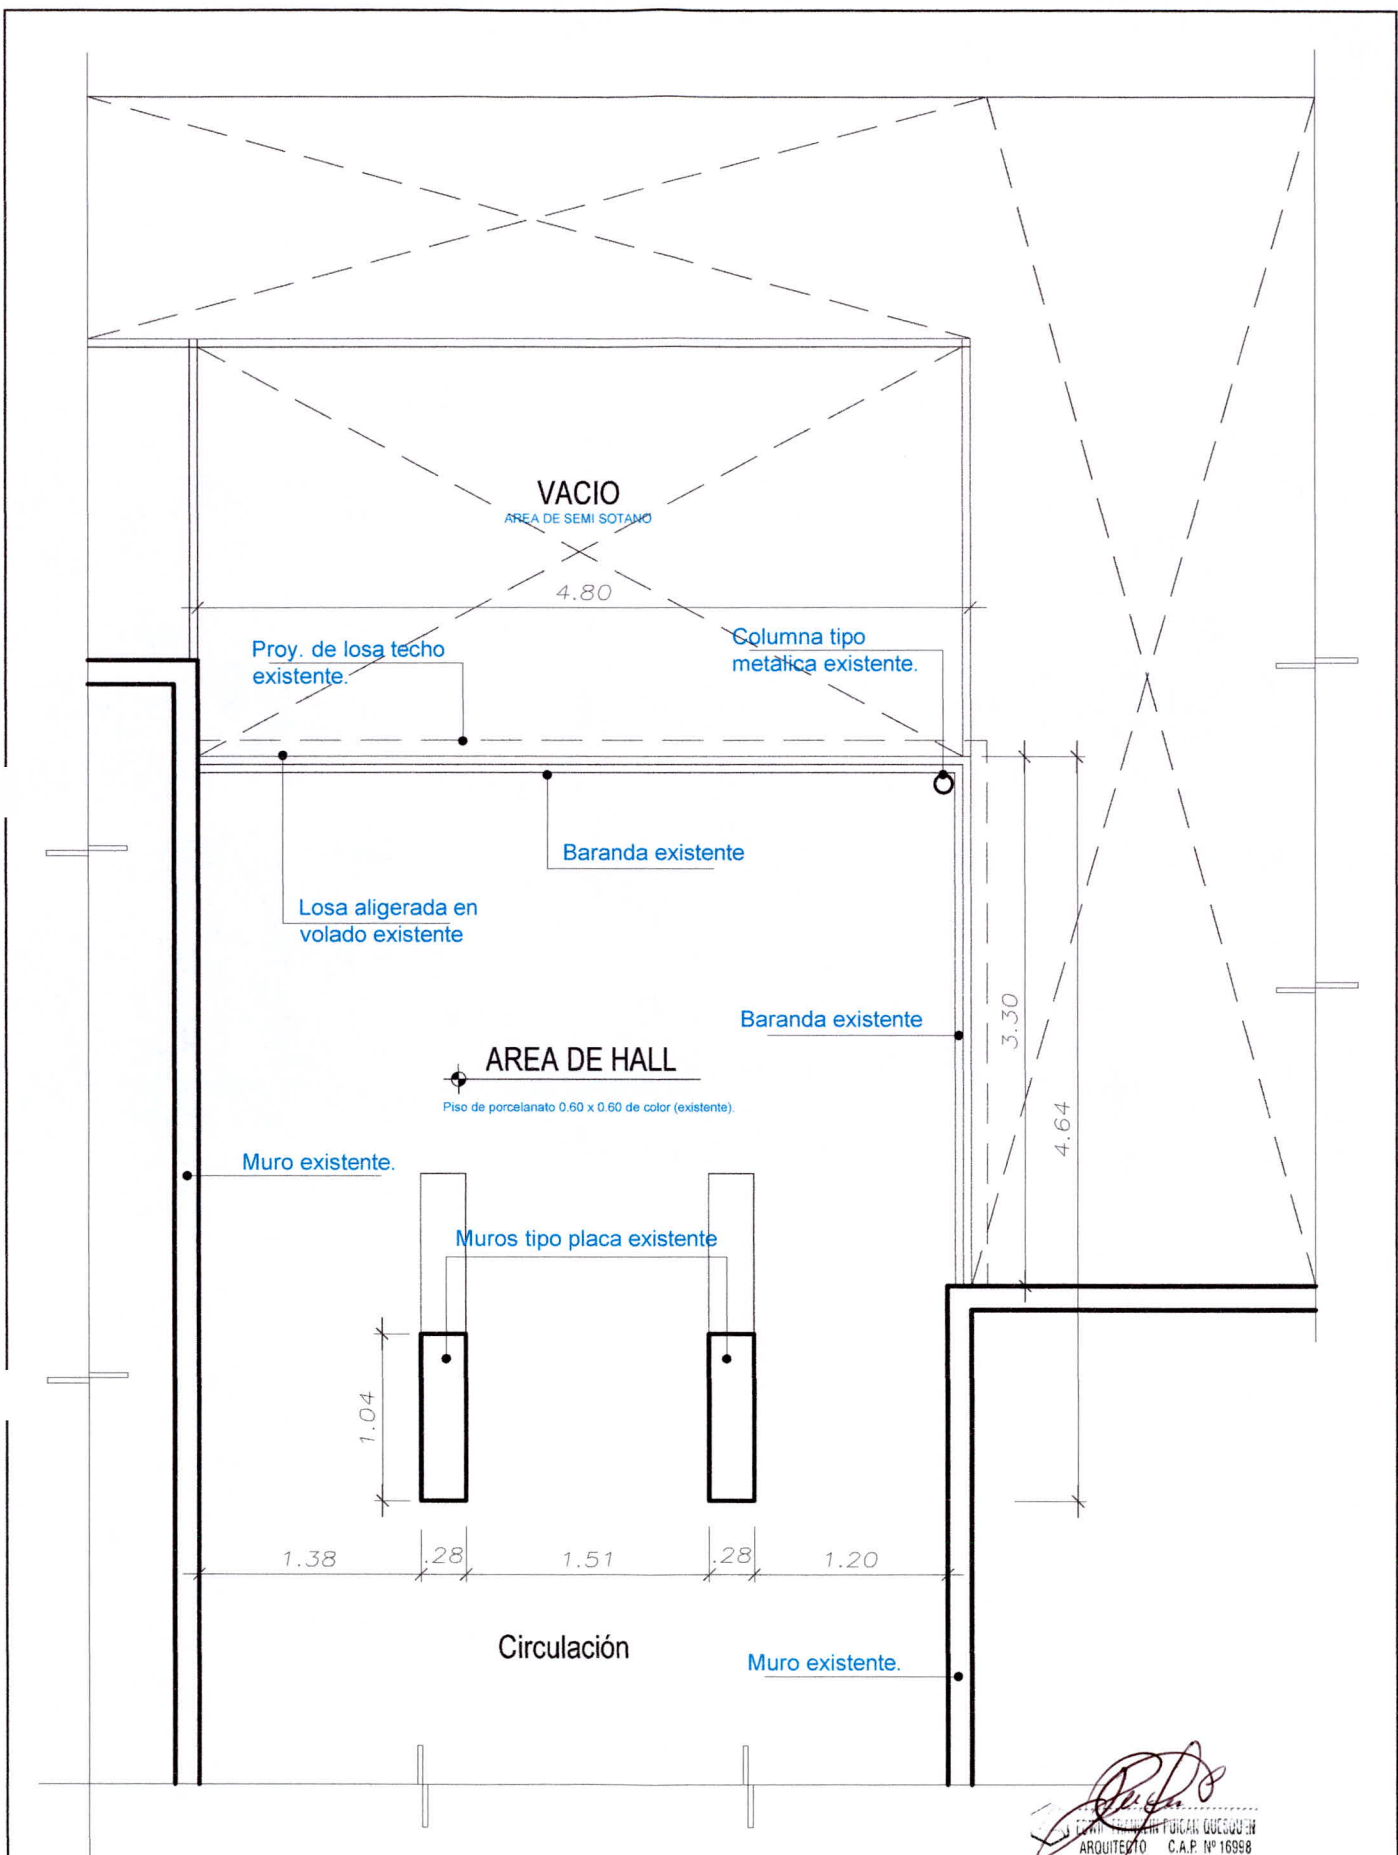 VACIO
AREA DE SEMI SOTANO
4.80
Proy. de losa techo
existente.
Columna tipo
metálica existente.
Baranda existente
Losa aligerada en
volado existente
3.30
Baranda existente
4.64
AREA DE HALL
Piso de porcelanato 0.60 x 0.60 de color (existente).
Muro existente.
Muros tipo placa existente
1.04
1.38
.28
1.51
.28
1.20
Circulación
Muro existente.
ARQUITECTO C.A.P. Nº 16998